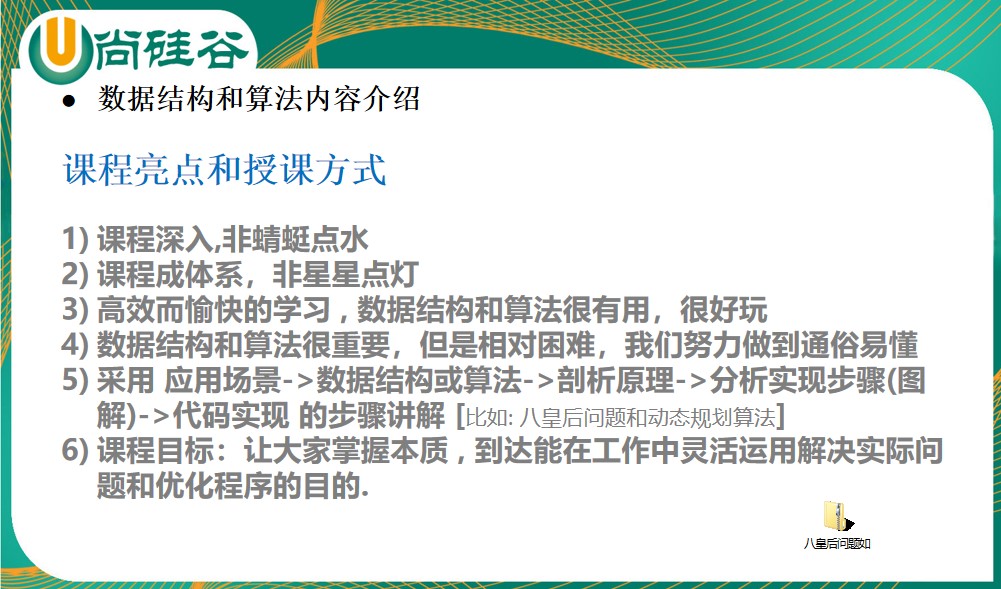 尚硅谷
● 数据结构和算法内容介绍
课程亮点和授课方式
1) 课程深入,非蜻蜓点水
2) 课程成体系，非星星点灯
3) 高效而愉快的学习 , 数据结构和算法很有用，很好玩
4) 数据结构和算法很重要，但是相对困难，我们努力做到通俗易懂
5) 采用 应用场景->数据结构或算法->剖析原理->分析实现步骤(图
解)->代码实现 的步骤讲解 [比如: 八皇后问题和动态规划算法]
6) 课程目标：让大家掌握本质 , 到达能在工作中灵活运用解决实际问
题和优化程序的目的.
八皇后问题如